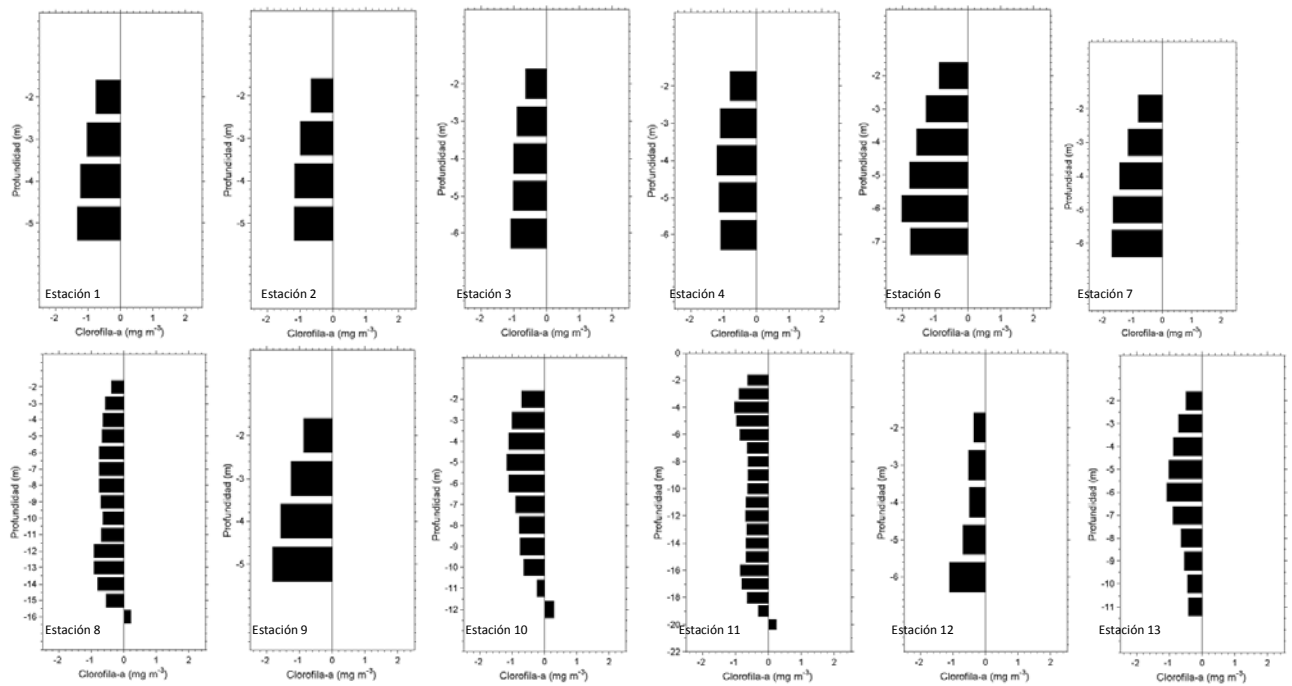 Profundidad (m)
-2
-3
-4
-5
Estación 1
-2 -1 0 1 2
Clorofila-a (mg m⁻³)
Profundidad (m)
-2
-3
-4
-5
Estación 2
-2 -1 0 1 2
Clorofila-a (mg m⁻³)
Profundidad (m)
-2
-3
-4
-5
-6
Estación 3
-2 -1 0 1 2
Clorofila-a (mg m⁻³)
Profundidad (m)
-2
-3
-4
-5
-6
Estación 4
-2 -1 0 1 2
Clorofila-a (mg m⁻³)
Profundidad (m)
-2
-3
-4
-5
-6
-7
Estación 6
-2 -1 0 1 2
Clorofila-a (mg m⁻³)
Profundidad (m)
-2
-3
-4
-5
-6
Estación 7
-2 -1 0 1 2
Clorofila-a (mg m⁻³)
Profundidad (m)
-2
-3
-4
-5
-6
-7
-8
-9
-10
-11
-12
-13
-14
-15
-16
Estación 8
-2 -1 0 1 2
Clorofila-a (mg m⁻³)
Profundidad (m)
-2
-3
-4
-5
Estación 9
-2 -1 0 1 2
Clorofila-a (mg m⁻³)
Profundidad (m)
-2
-3
-4
-5
-6
-7
-8
-9
-10
-11
-12
Estación 10
-2 -1 0 1 2
Clorofila-a (mg m⁻³)
Profundidad (m)
0
-2
-4
-6
-8
-10
-12
-14
-16
-18
-20
22
Estación 11
-2 -1 0 1 2
Clorofila-a (mg m⁻³)
Profundidad (m)
-2
-3
-4
-5
-6
Estación 12
-2 -1 0 1 2
Clorofila-a (mg m⁻³)
Profundidad (m)
-2
-3
-4
-5
-6
-7
-8
-9
-10
-11
Estación 13
-2 -1 0 1 2
Clorofila-a (mg m⁻³)